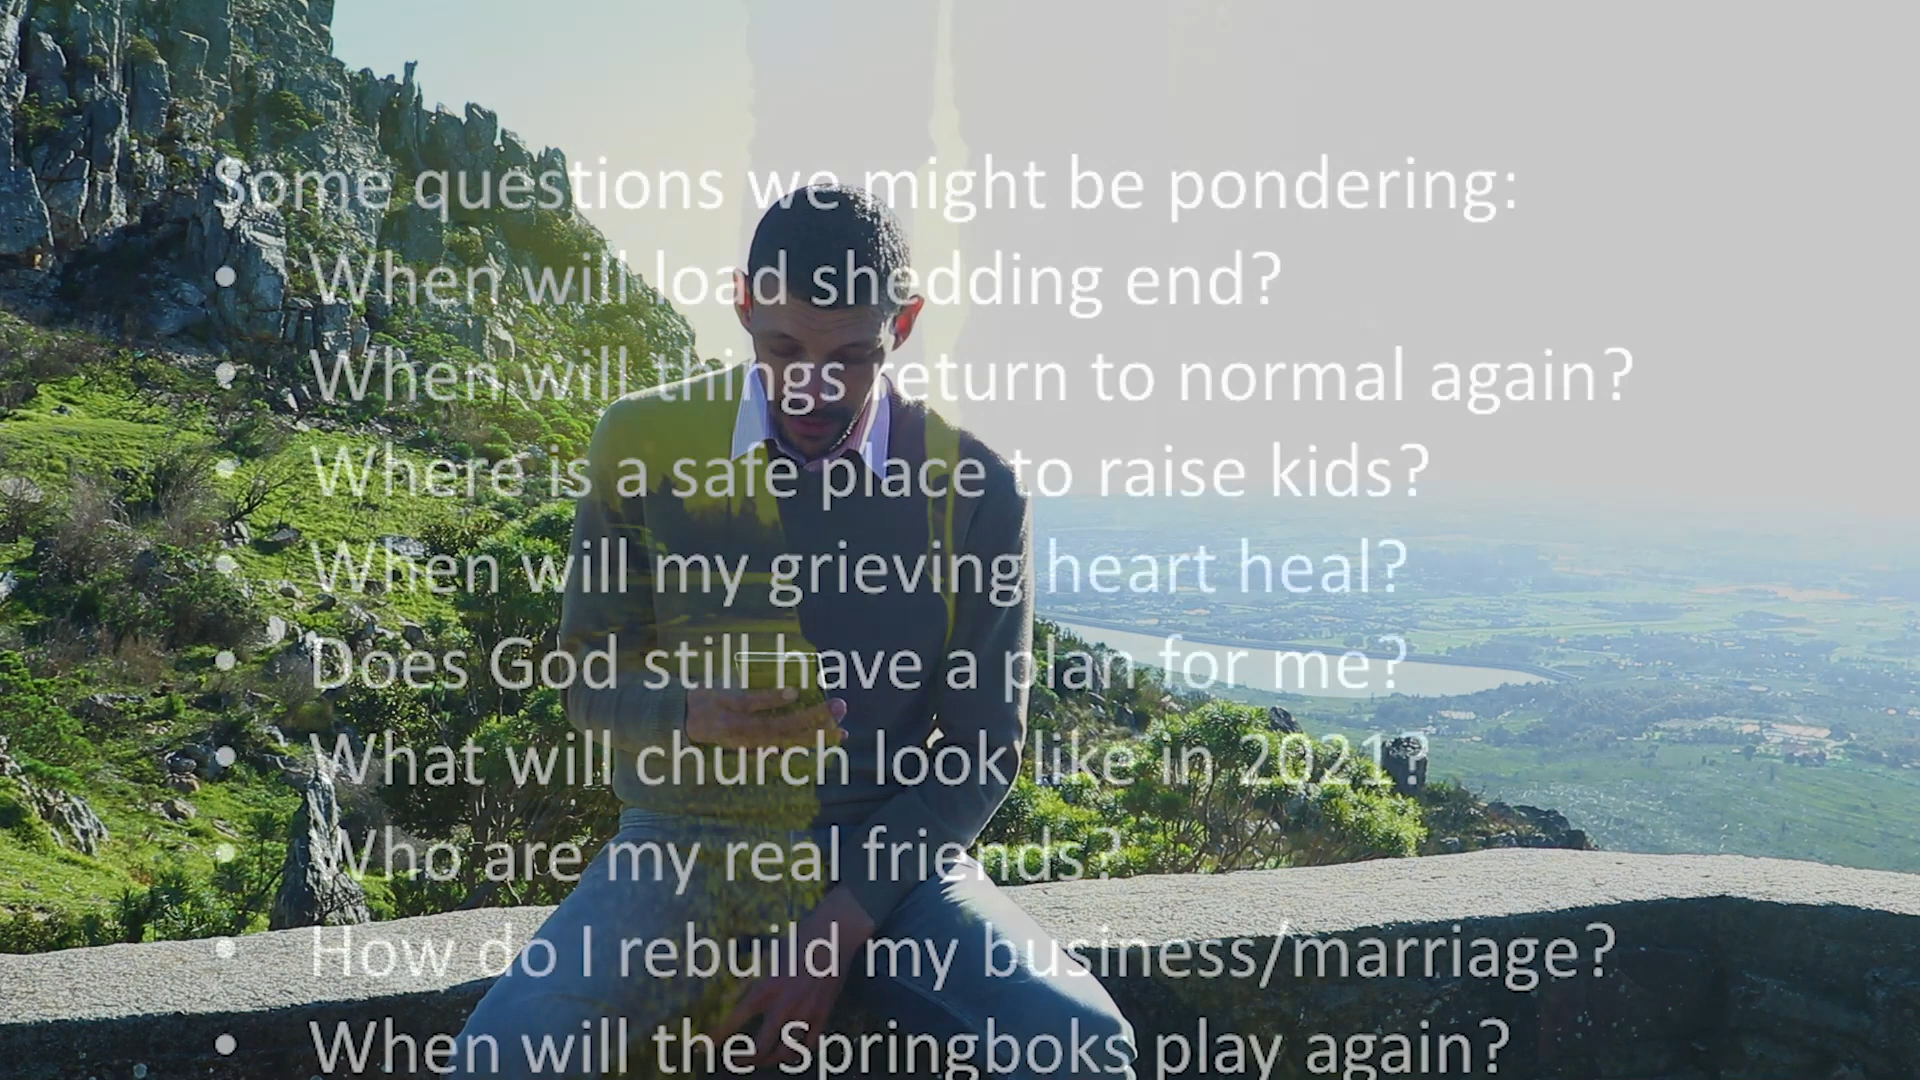 Some questions we might be pondering:
• When will load shedding end?
• When will things return to normal again?
• Where is a safe place to raise kids?
• When will my grieving heart heal?
• Does God still have a plan for me?
• What will church look like in 2021?
• Who are my real friends?
• How do I rebuild my business/marriage?
• When will the Springboks play again?